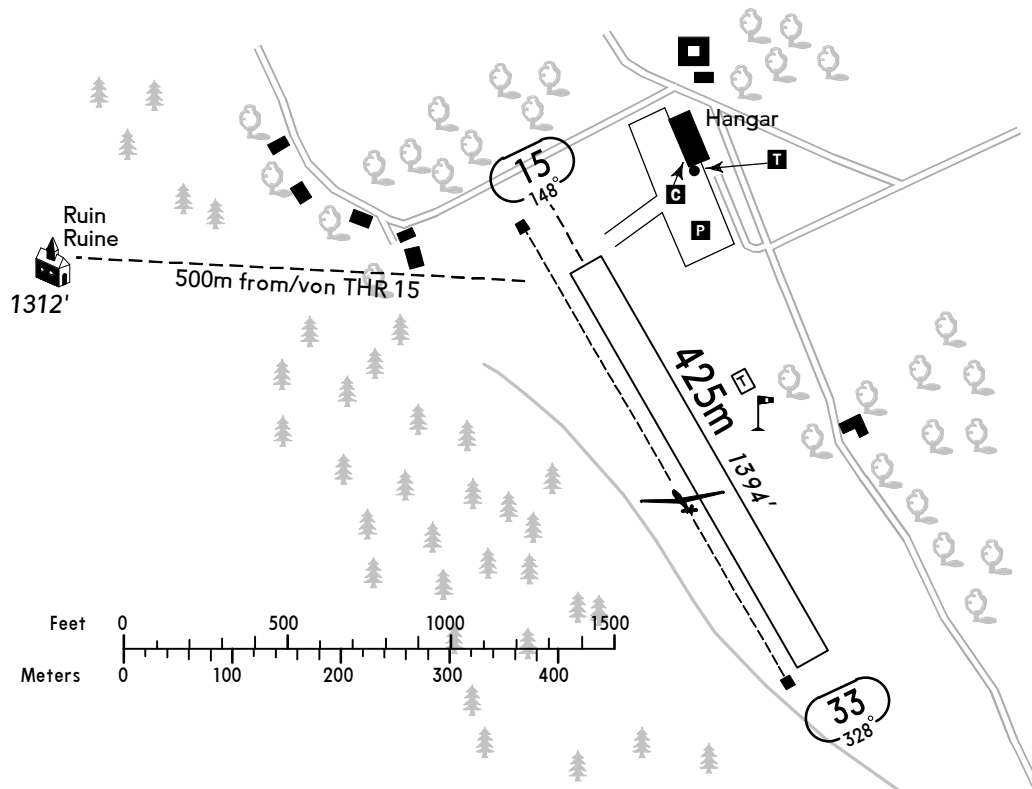 Hangar
T
C
P
15
148°
Ruin
Ruine
1312'
500m from/von THR 15
425m
1394'
T
Feet
0 500 1000 1500
Meters
0 100 200 300 400
33
328°